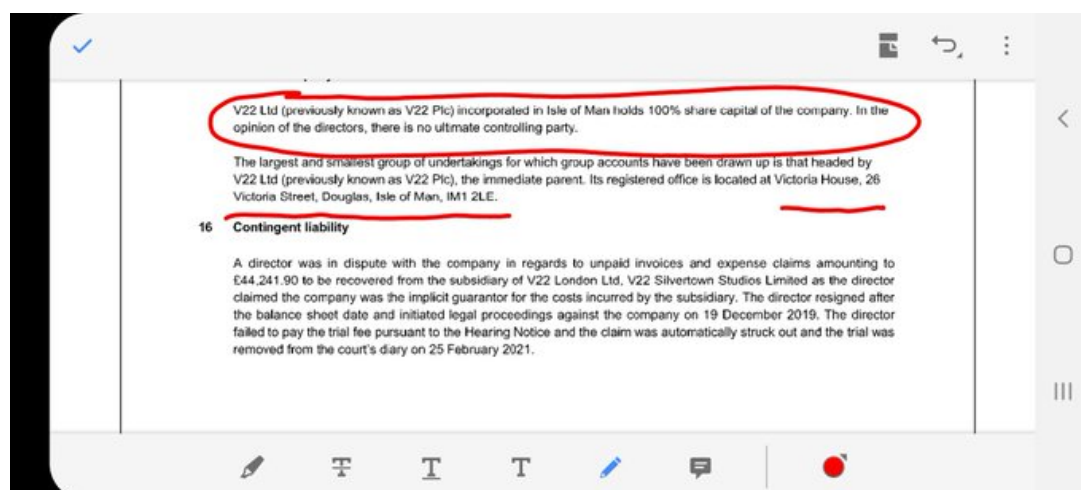 V22 Ltd (previously known as V22 Plc) incorporated in Isle of Man holds 100% share capital of the company. In the
opinion of the directors, there is no ultimate controlling party.
The largest and smallest group of undertakings for which group accounts have been drawn up is that headed by
V22 Ltd (previously known as V22 Plc), the immediate parent. Its registered office is located at Victoria House, 26
Victoria Street, Douglas, Isle of Man, IM1 2LE.
16 Contingent liability
A director was in dispute with the company in regards to unpaid invoices and expense claims amounting to
£44,241.90 to be recovered from the subsidiary of V22 London Ltd, V22 Silvertown Studios Limited as the director
claimed the company was the implicit guarantor for the costs incurred by the subsidiary. The director resigned after
the balance sheet date and initiated legal proceedings against the company on 19 December 2019. The director
failed to pay the trial fee pursuant to the Hearing Notice and the claim was automatically struck out and the trial was
removed from the court's diary on 25 February 2021.